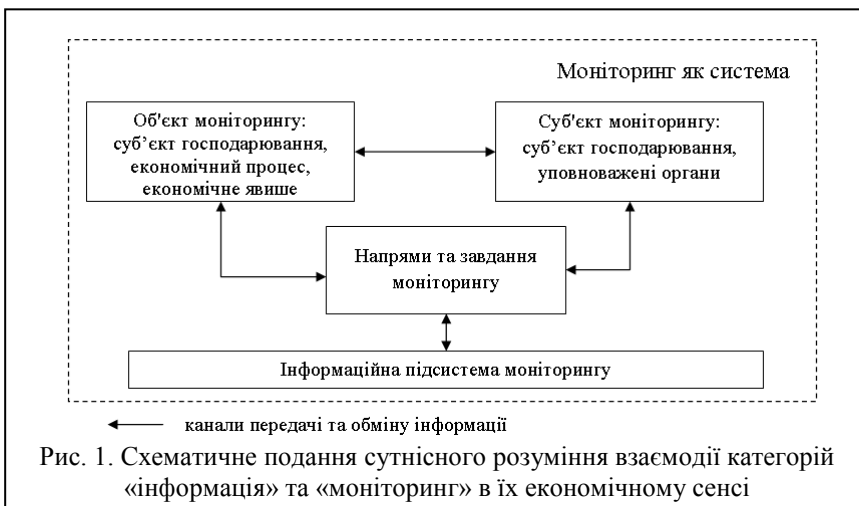 Моніторинг як система
Об'єкт моніторингу:
суб’єкт господарювання,
економічний процес,
економічне явише
Суб'єкт моніторингу:
суб’єкт господарювання,
уповноважені органи
Напрями та завдання
моніторингу
Інформаційна підсистема моніторингу
канали передачі та обміну інформації
Рис. 1. Схематичне подання сутнісного розуміння взаємодії категорій
«інформація» та «моніторинг» в їх економічному сенсі